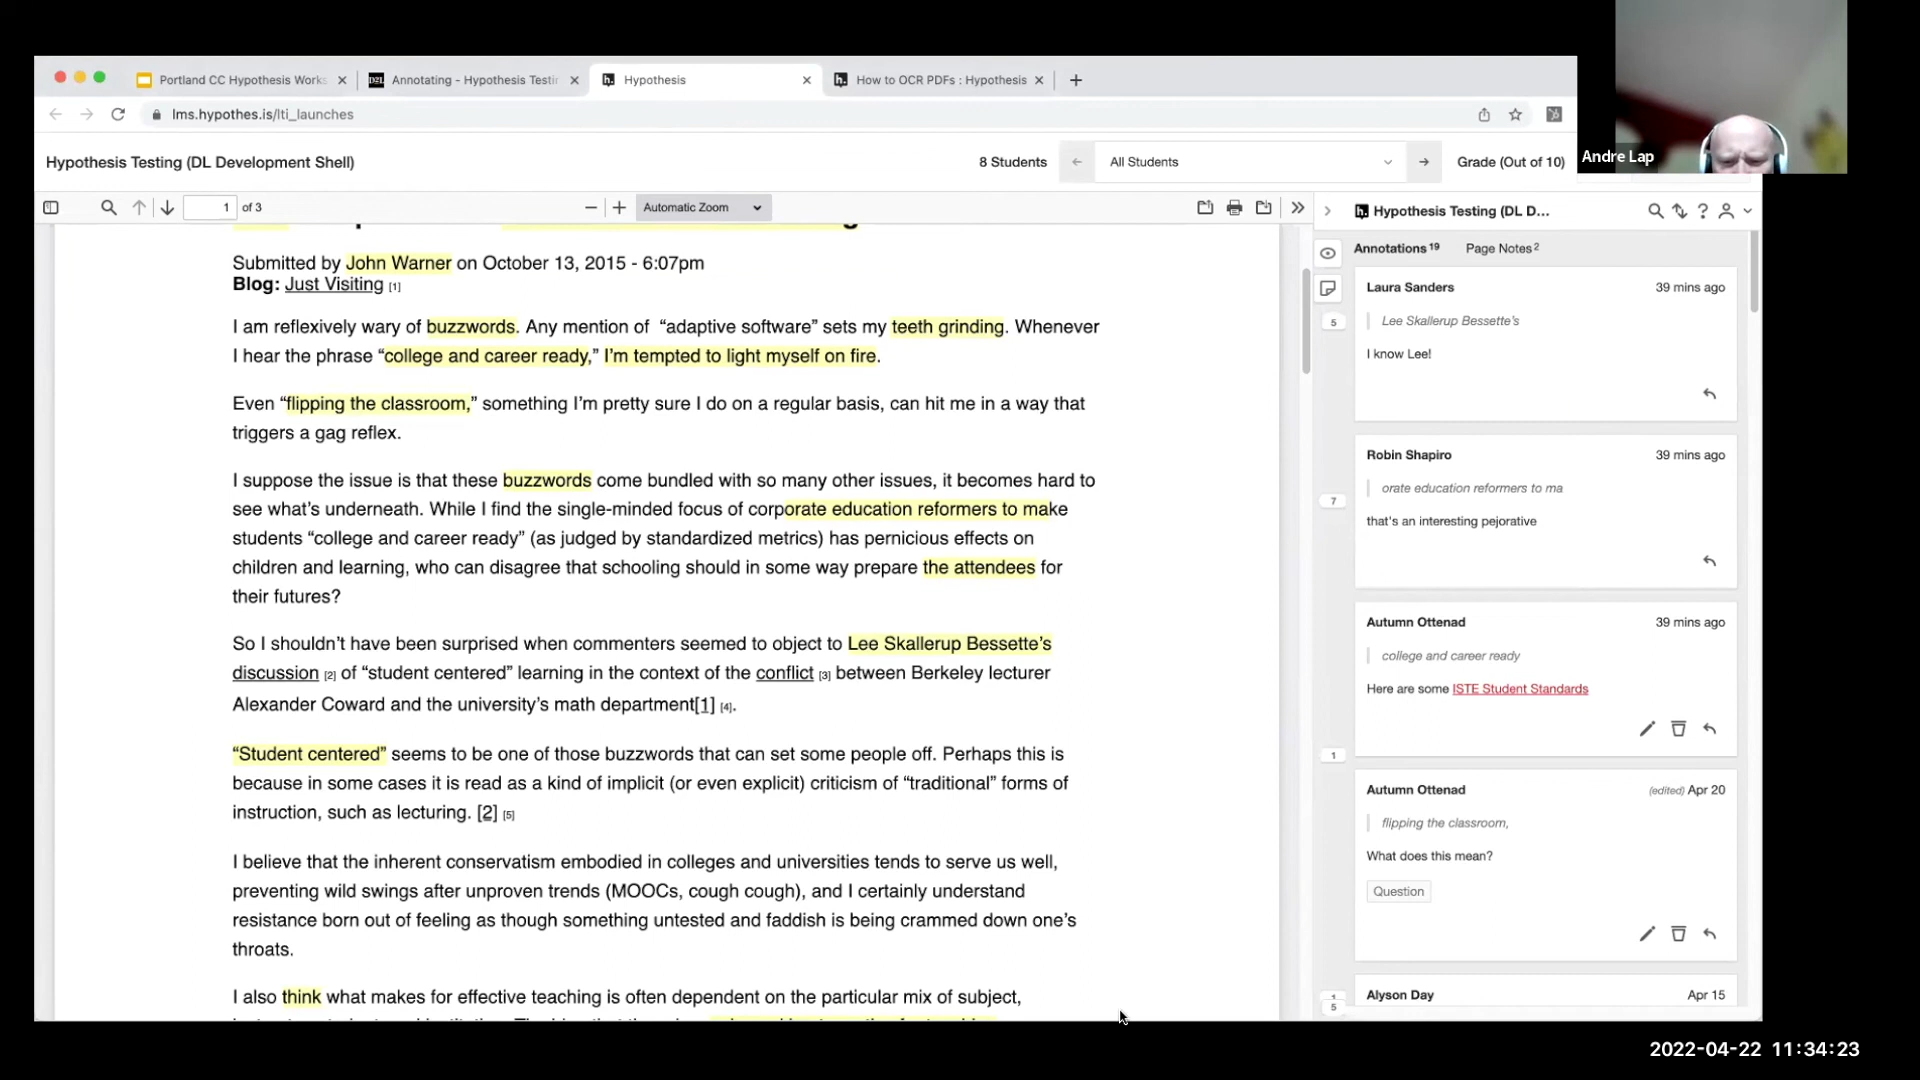 Portland CC Hypothesis Works
Annotating - Hypothesis Testin
Hypothesis
How to OCR PDFs : Hypothesis
lms.hypothes.is/lti_launches
Andre Lap
Hypothesis Testing (DL Development Shell)
8 Students
All Students
Grade (Out of 10)
1 of 3
Automatic Zoom
Submitted by John Warner on October 13, 2015 - 6:07pm
Blog: Just Visiting [1]
I am reflexively wary of buzzwords. Any mention of “adaptive software” sets my teeth grinding. Whenever
I hear the phrase “college and career ready,” I’m tempted to light myself on fire.
Even “flipping the classroom,” something I’m pretty sure I do on a regular basis, can hit me in a way that
triggers a gag reflex.
I suppose the issue is that these buzzwords come bundled with so many other issues, it becomes hard to
see what’s underneath. While I find the single-minded focus of corporate education reformers to make
students “college and career ready” (as judged by standardized metrics) has pernicious effects on
children and learning, who can disagree that schooling should in some way prepare the attendees for
their futures?
So I shouldn’t have been surprised when commenters seemed to object to Lee Skallerup Bessette’s
discussion [2] of “student centered” learning in the context of the conflict [3] between Berkeley lecturer
Alexander Coward and the university’s math department[1] [4].
“Student centered” seems to be one of those buzzwords that can set some people off. Perhaps this is
because in some cases it is read as a kind of implicit (or even explicit) criticism of “traditional” forms of
instruction, such as lecturing. [2] [5]
I believe that the inherent conservatism embodied in colleges and universities tends to serve us well,
preventing wild swings after unproven trends (MOOCs, cough cough), and I certainly understand
resistance born out of feeling as though something untested and faddish is being crammed down one’s
throats.
I also think what makes for effective teaching is often dependent on the particular mix of subject,
Hypothesis Testing (DL D...
Annotations 19
Page Notes 2
5
7
1
1
5
Laura Sanders
39 mins ago
Lee Skallerup Bessette’s
I know Lee!
Robin Shapiro
39 mins ago
orate education reformers to ma
that's an interesting pejorative
Autumn Ottenad
39 mins ago
college and career ready
Here are some ISTE Student Standards
Autumn Ottenad
(edited) Apr 20
flipping the classroom,
What does this mean?
Question
Alyson Day
Apr 15
2022-04-22 11:34:23